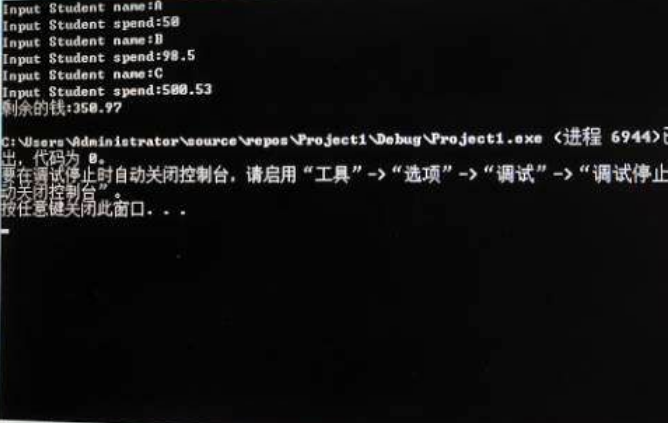 Input Student name:A
Input Student spend:50
Input Student name:B
Input Student spend:98.5
Input Student name:C
Input Student spend:500.53
剩余的钱:350.97
C:\Users\Administrator\source\repos\Project1\Debug\Project1.exe (进程 6944)已
出，代码为 0。
要在调试停止时自动关闭控制台，请启用“工具”->“选项”->“调试”->“调试停止
动关闭控制台”。
按任意键关闭此窗口. . .